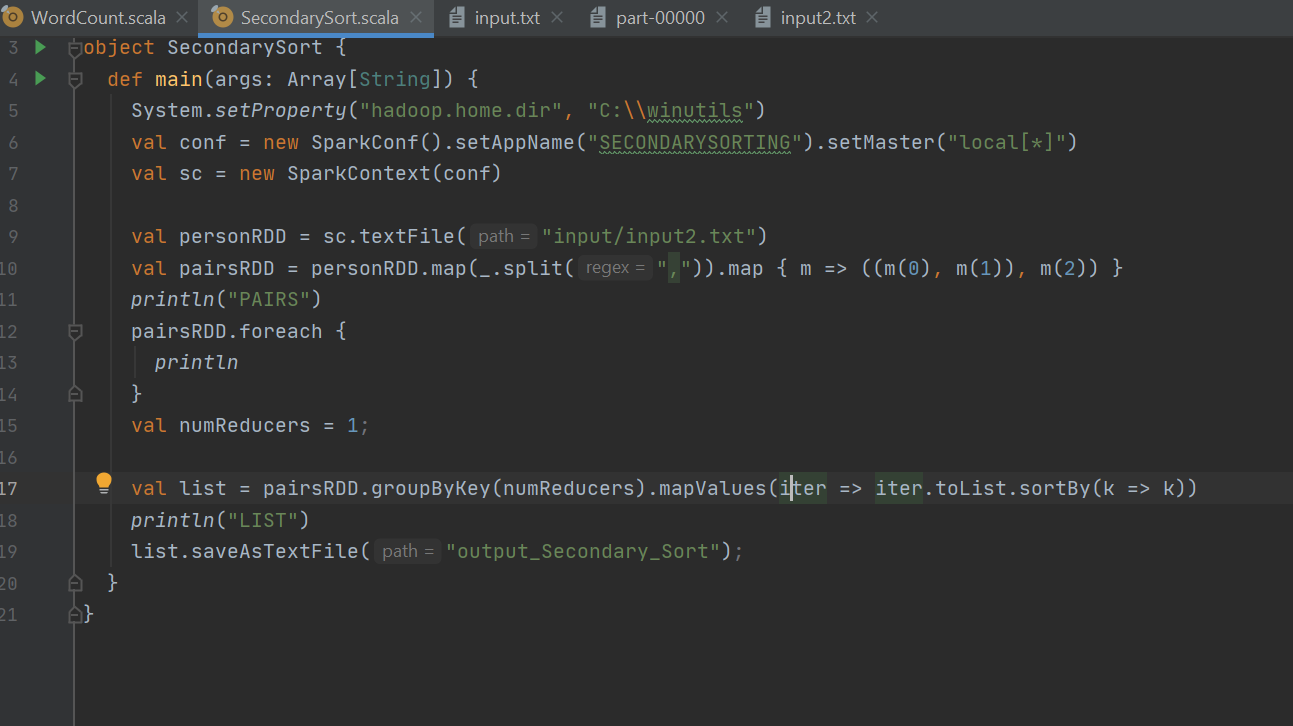 WordCount.scala SecondarySort.scala input.txt part-00000 input2.txt
3 object SecondarySort {
4 def main(args: Array[String]) {
5 System.setProperty("hadoop.home.dir", "C:\\winutils")
6 val conf = new SparkConf().setAppName("SECONDARYSORTING").setMaster("local[*]")
7 val sc = new SparkContext(conf)
8
9 val personRDD = sc.textFile( path = "input/input2.txt")
10 val pairsRDD = personRDD.map(_.split( regex = ",")).map { m => ((m(0), m(1)), m(2)) }
11 println("PAIRS")
12 pairsRDD.foreach {
13 println
14 }
15 val numReducers = 1;
16
17 val list = pairsRDD.groupByKey(numReducers).mapValues(iter => iter.toList.sortBy(k => k))
18 println("LIST")
19 list.saveAsTextFile( path = "output_Secondary_Sort");
20 }
21 }